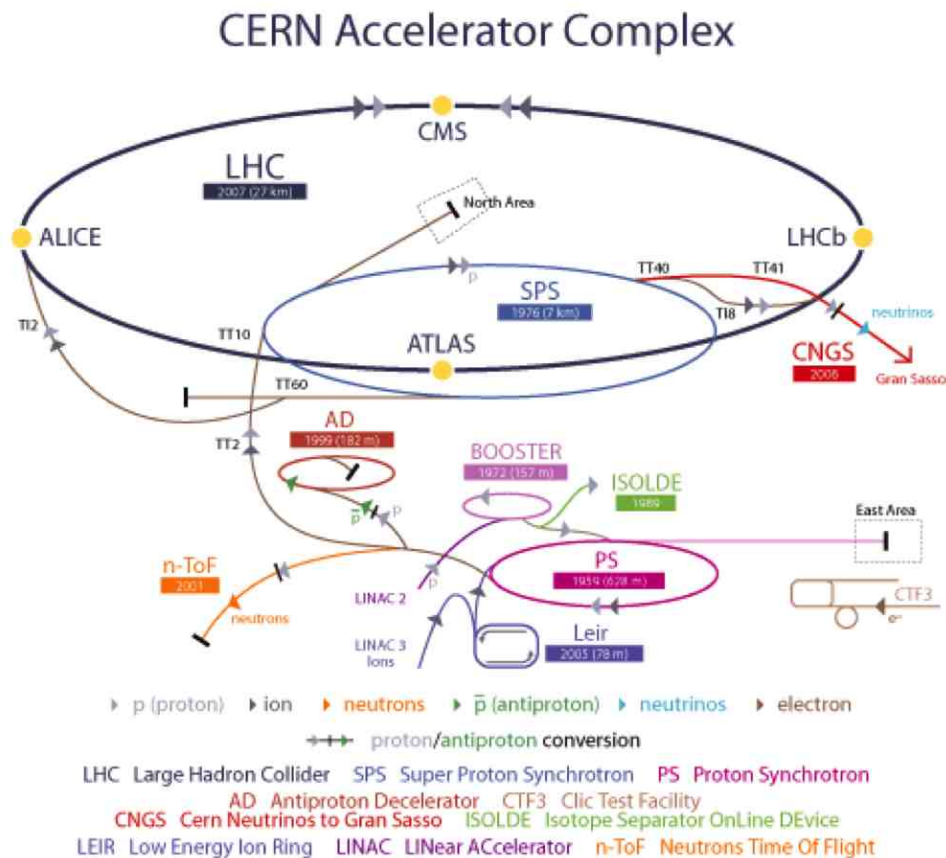 CERN Accelerator Complex
CMS
LHC
2007 (27 km)
North Area
ALICE
LHCb
p
TT40
TT41
SPS
1976 (7 km)
TI8
neutrinos
TI2
TT10
ATLAS
CNGS
2006
Gran Sasso
TT60
AD
1999 (182 m)
TT2
BOOSTER
1972 (157 m)
ISOLDE
1989
p̅
p
East Area
n-ToF
2001
p
PS
1959 (628 m)
LINAC 2
CTF3
e-
neutrons
LINAC 3
Ions
Leir
2005 (78 m)
p (proton) ion neutrons p̅ (antiproton) neutrinos electron
proton/antiproton conversion
LHC Large Hadron Collider SPS Super Proton Synchrotron PS Proton Synchrotron
AD Antiproton Decelerator CTF3 Clic Test Facility
CNGS Cern Neutrinos to Gran Sasso ISOLDE Isotope Separator OnLine DEvice
LEIR Low Energy Ion Ring LINAC LINear ACcelerator n-ToF Neutrons Time Of Flight